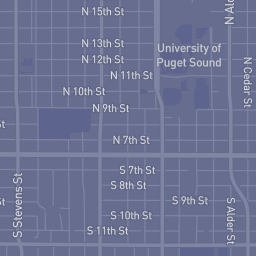 N 15th St
N 13th St
N 12th St
University of
Puget Sound
N 11th St
N 10th St
N 9th St
N 7th St
S 7th St
S 8th St
S 9th St
S 10th St
S 11th St
S Stevens St
N Cedar St
S Alder St